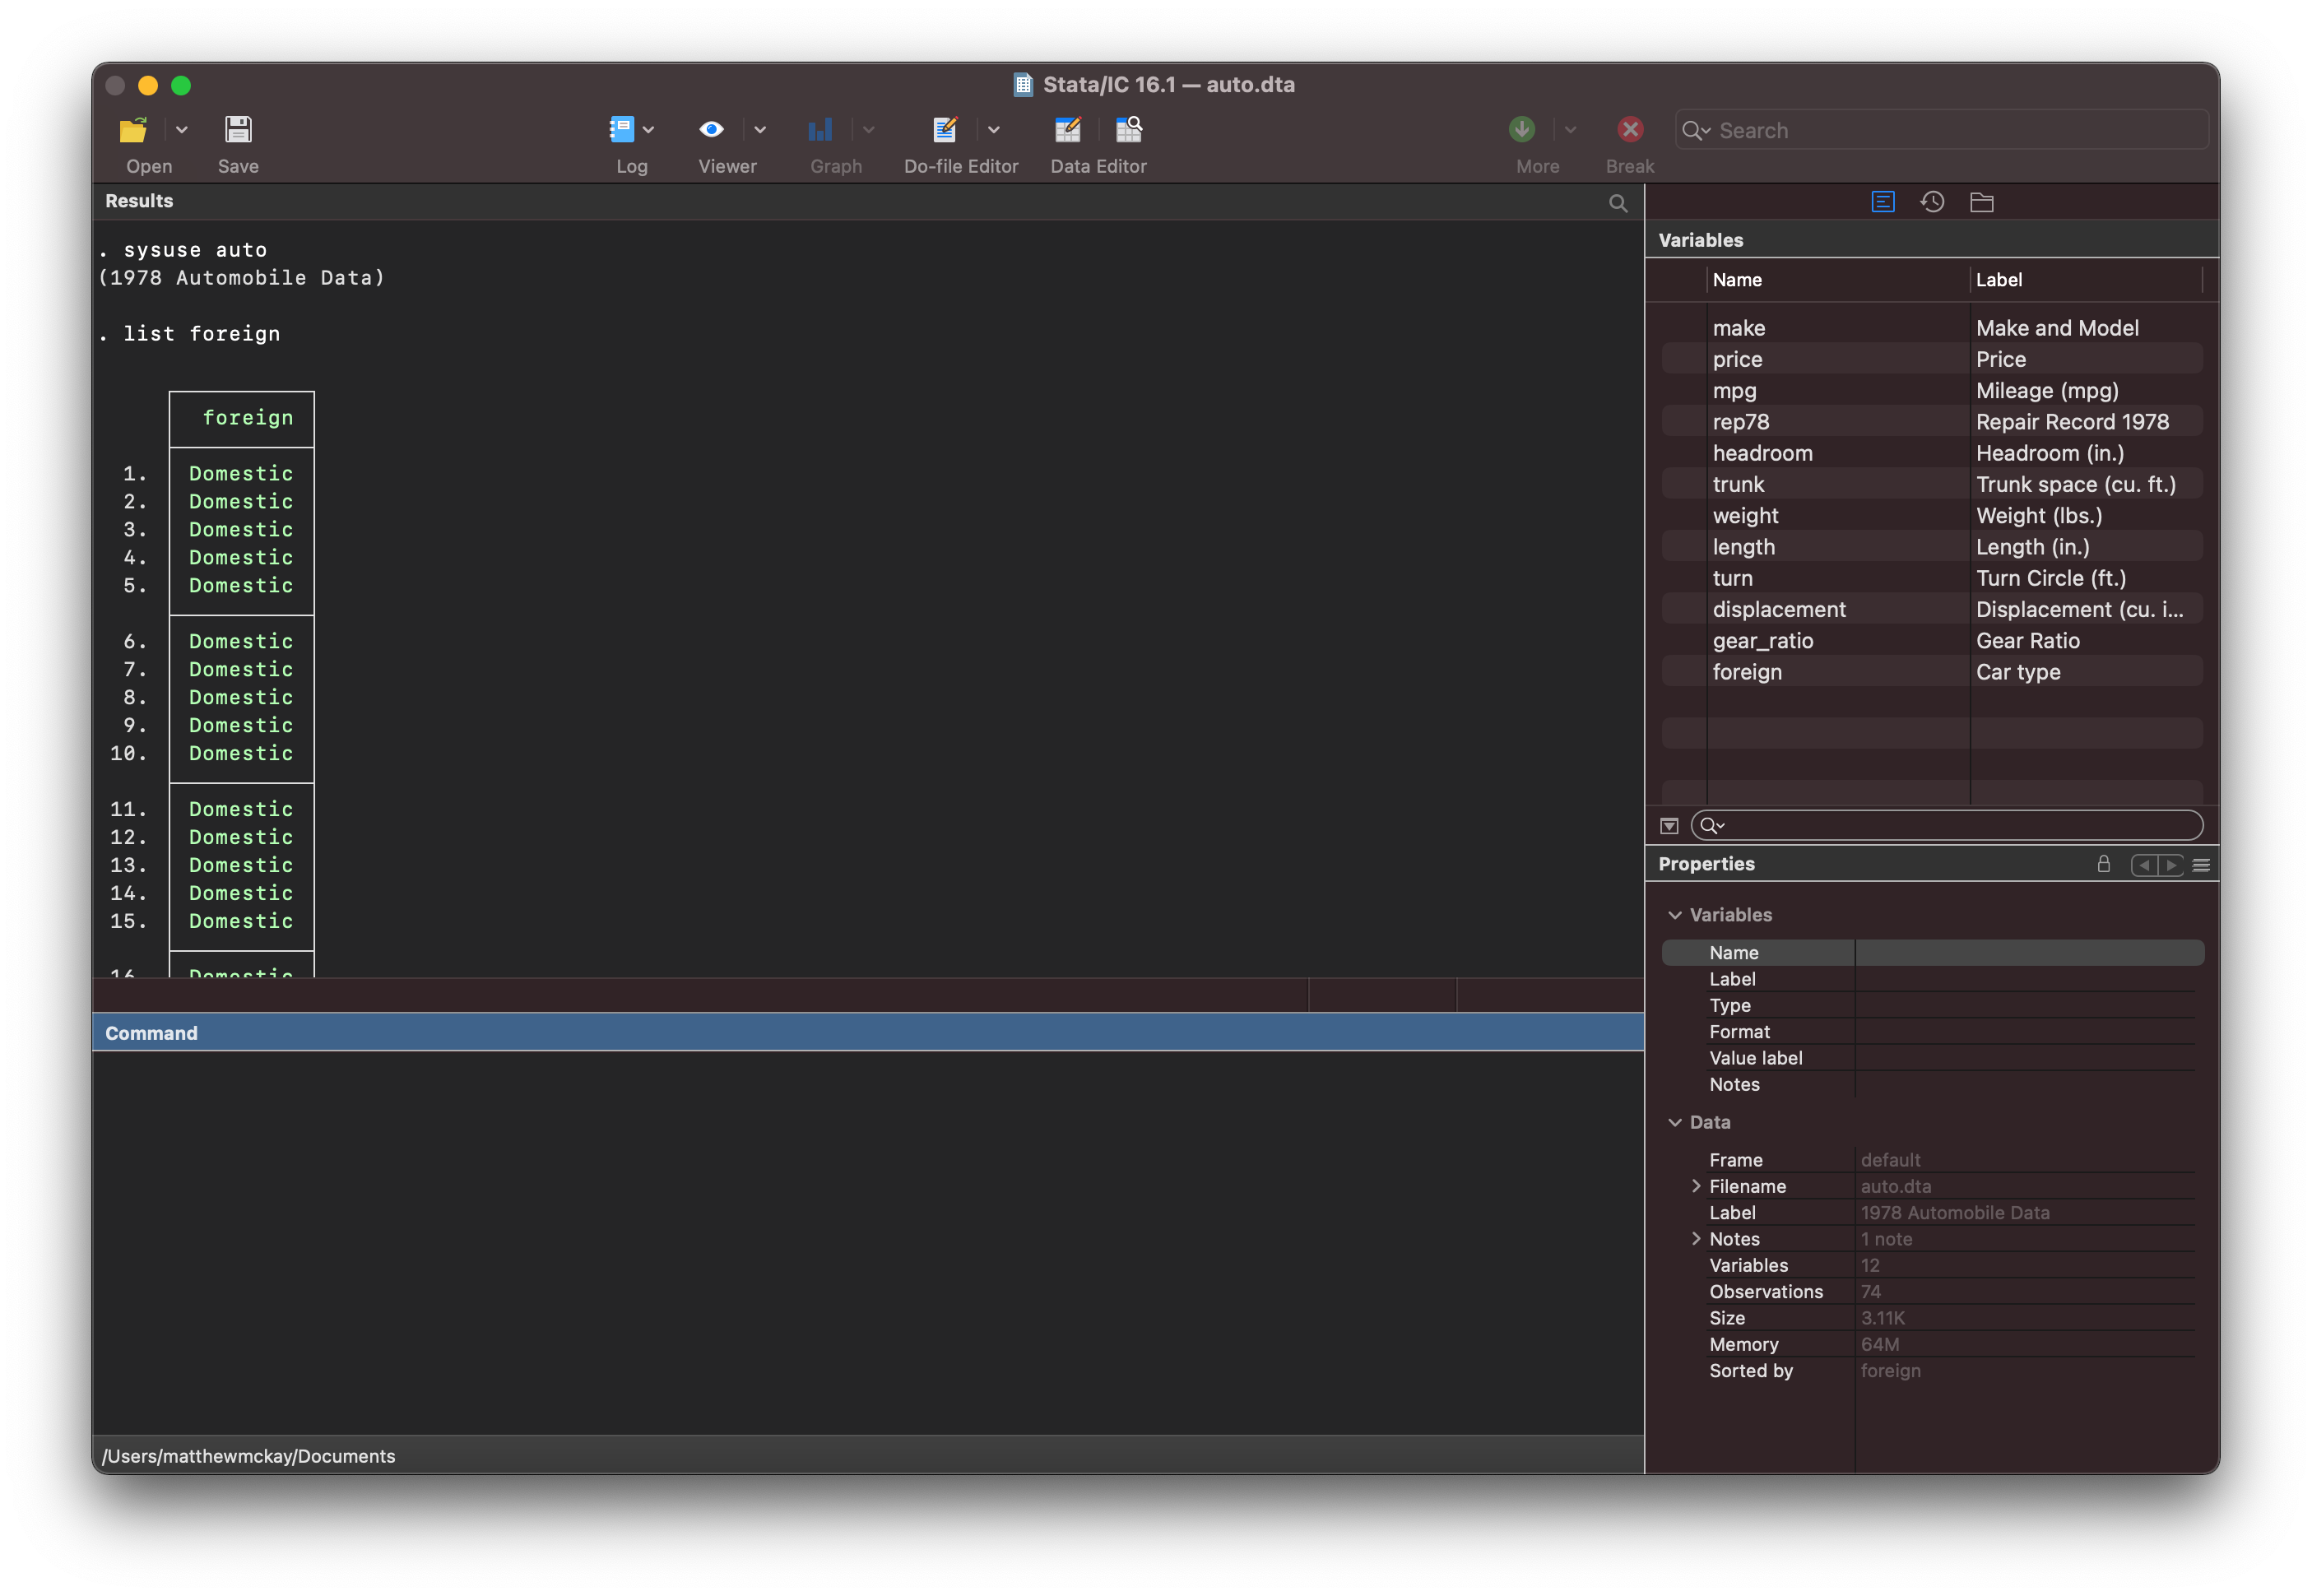 Stata/IC 16.1 — auto.dta
Open
Save
Log
Viewer
Graph
Do-file Editor
Data Editor
More
Break
Search
Results
. sysuse auto
(1978 Automobile Data)
. list foreign
foreign
1. Domestic
2. Domestic
3. Domestic
4. Domestic
5. Domestic
6. Domestic
7. Domestic
8. Domestic
9. Domestic
10. Domestic
11. Domestic
12. Domestic
13. Domestic
14. Domestic
15. Domestic
16. Domestic
Command
/Users/matthewmckay/Documents
Variables
Name Label
make Make and Model
price Price
mpg Mileage (mpg)
rep78 Repair Record 1978
headroom Headroom (in.)
trunk Trunk space (cu. ft.)
weight Weight (lbs.)
length Length (in.)
turn Turn Circle (ft.)
displacement Displacement (cu. i...
gear_ratio Gear Ratio
foreign Car type
Properties
Variables
Name
Label
Type
Format
Value label
Notes
Data
Frame default
Filename auto.dta
Label 1978 Automobile Data
Notes 1 note
Variables 12
Observations 74
Size 3.11K
Memory 64M
Sorted by foreign